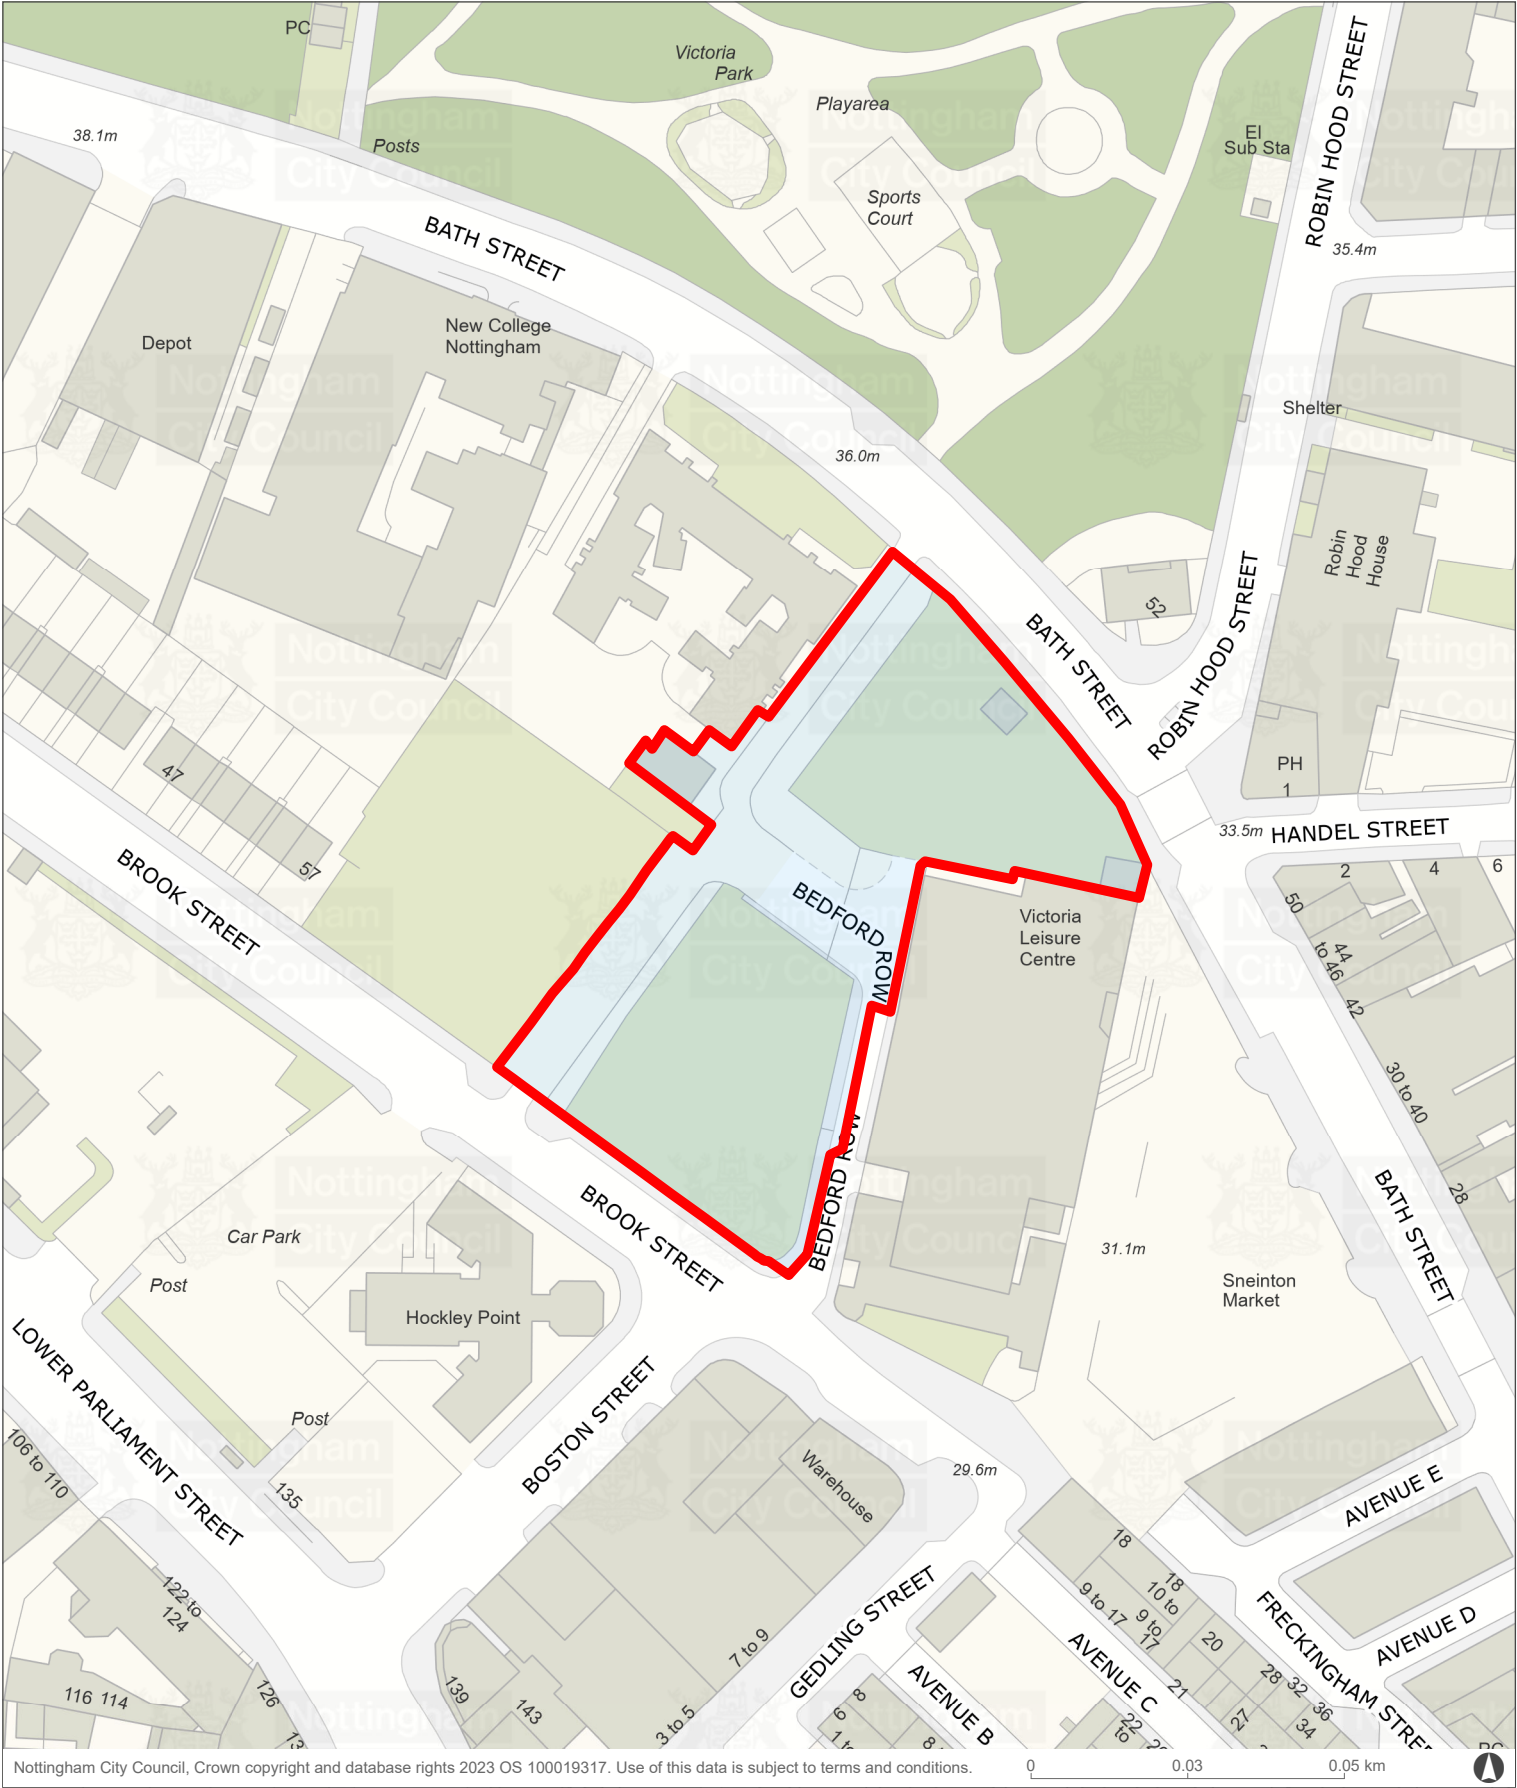 PC
Victoria
Park
Playarea
38.1m
Posts
El
Sub Sta
ROBIN HOOD STREET
Sports
Court
BATH STREET
35.4m
Depot
New College
Nottingham
Shelter
36.0m
Robin
Hood
House
52
BATH STREET
ROBIN HOOD STREET
47
57
PH
1
33.5m
HANDEL STREET
BROOK STREET
2
4
6
50
44
to 46
42
BEDFORD
ROW
Victoria
Leisure
Centre
30 to 40
28
BEDFORD ROW
BROOK STREET
BATH STREET
Car Park
31.1m
Post
Sneinton
Market
Hockley Point
LOWER PARLIAMENT STREET
BOSTON STREET
Post
106 to 110
135
Warehouse
29.6m
AVENUE E
18
18
10 to
9 to 17
9 to
17
122 to
124
GEDLING STREET
FRECKINGHAM STREE
AVENUE D
20
AVENUE C
7 to 9
28
32
36
34
21
27
116
114
126
139
143
AVENUE B
8
6
3 to 5
22
to
8
Nottingham City Council, Crown copyright and database rights 2023 OS 100019317. Use of this data is subject to terms and conditions.
0
0.03
0.05 km
Nottingham
City Council